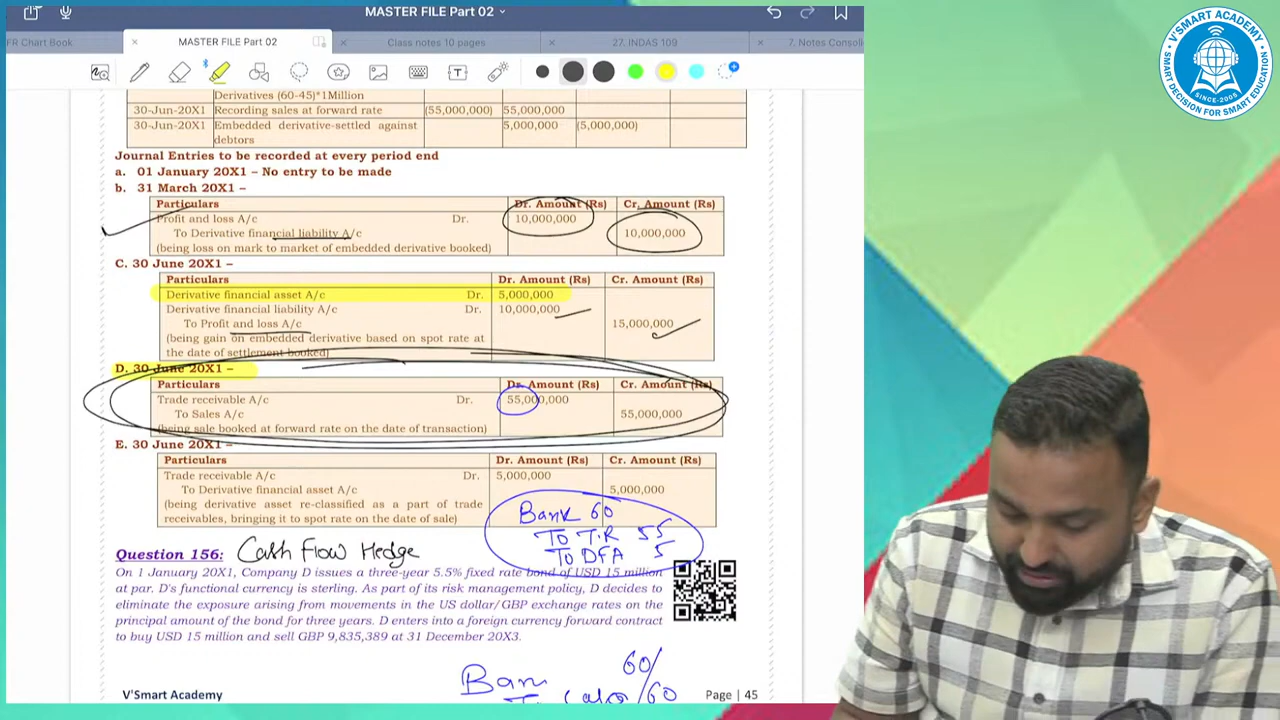 MASTER FILE Part 02
FR Chart Book
MASTER FILE Part 02
Class notes 10 pages
27. INDAS 109
7. Notes Consolid
V'SMART ACADEMY
SINCE-2005
SMART DECISION FOR SMART EDUCATION
Derivatives (60-45)*1Million
30-Jun-20X1 Recording sales at forward rate (55,000,000) 55,000,000
30-Jun-20X1 Embedded derivative-settled against debtors 5,000,000 (5,000,000)
Journal Entries to be recorded at every period end
a. 01 January 20X1 – No entry to be made
b. 31 March 20X1 –
Particulars Dr. Amount (Rs) Cr. Amount (Rs)
Profit and loss A/c Dr. 10,000,000
To Derivative financial liability A/c 10,000,000
(being loss on mark to market of embedded derivative booked)
C. 30 June 20X1 –
Particulars Dr. Amount (Rs) Cr. Amount (Rs)
Derivative financial asset A/c Dr. 5,000,000
Derivative financial liability A/c Dr. 10,000,000
To Profit and loss A/c 15,000,000
(being gain on embedded derivative based on spot rate at
the date of settlement booked)
D. 30 June 20X1 –
Particulars Dr. Amount (Rs) Cr. Amount (Rs)
Trade receivable A/c Dr. 55,000,000
To Sales A/c 55,000,000
(being sale booked at forward rate on the date of transaction)
E. 30 June 20X1 –
Particulars Dr. Amount (Rs) Cr. Amount (Rs)
Trade receivable A/c Dr. 5,000,000
To Derivative financial asset A/c 5,000,000
(being derivative asset re-classified as a part of trade
receivables, bringing it to spot rate on the date of sale)
Bank 60
To T.R 55
To DFA 5
Question 156: Cash Flow Hedge
On 1 January 20X1, Company D issues a three-year 5.5% fixed rate bond of USD 15 million
at par. D's functional currency is sterling. As part of its risk management policy, D decides to
eliminate the exposure arising from movements in the US dollar/GBP exchange rates on the
principal amount of the bond for three years. D enters into a foreign currency forward contract
to buy USD 15 million and sell GBP 9,835,389 at 31 December 20X3.
Bank 60/
/60
V'Smart Academy Page | 45